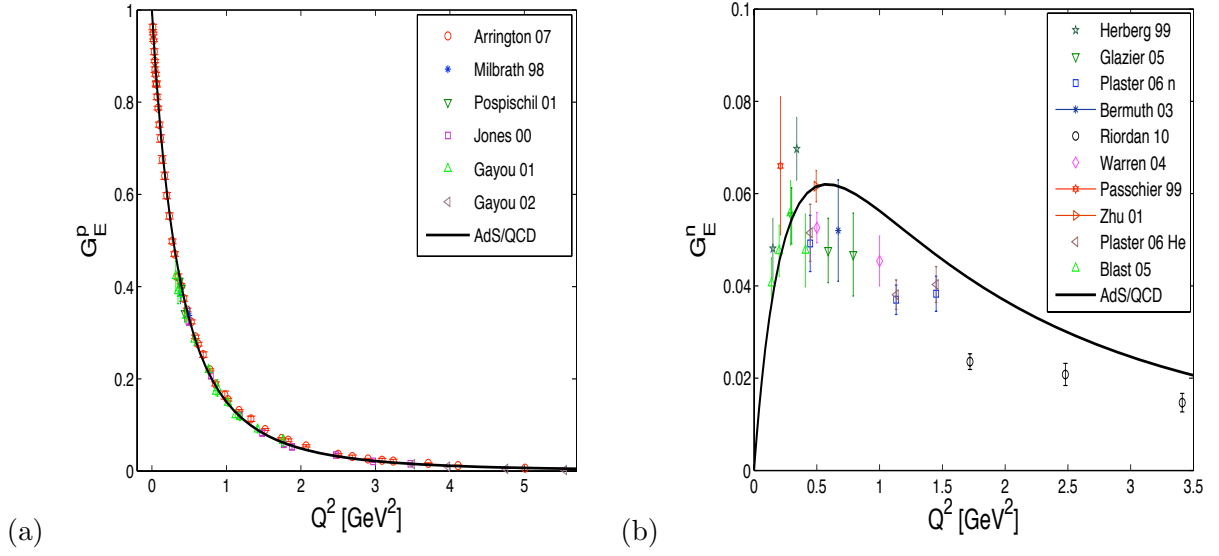 1
0.8
0.6
0.4
0.2
0
0 1 2 3 4 5
G_E^p
Q^2 [GeV^2]
Arrington 07
Milbrath 98
Pospischil 01
Jones 00
Gayou 01
Gayou 02
AdS/QCD
(a)
0.1
0.08
0.06
0.04
0.02
0
0 0.5 1 1.5 2 2.5 3 3.5
G_E^n
Q^2 [GeV^2]
Herberg 99
Glazier 05
Plaster 06 n
Bermuth 03
Riordan 10
Warren 04
Passchier 99
Zhu 01
Plaster 06 He
Blast 05
AdS/QCD
(b)